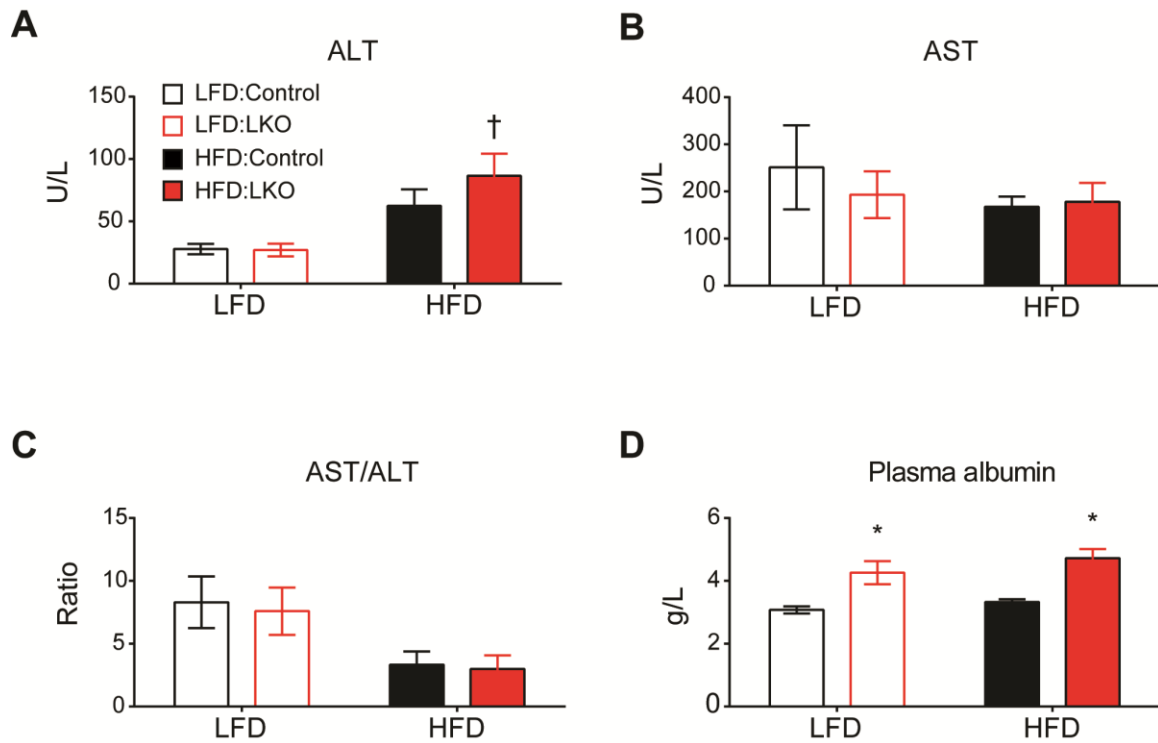 A
ALT
U/L
150
100
50
0
LFD:Control
LFD:LKO
HFD:Control
HFD:LKO
†
LFD
HFD
B
AST
U/L
400
300
200
100
0
LFD
HFD
C
AST/ALT
Ratio
15
10
5
0
LFD
HFD
D
Plasma albumin
g/L
6
4
2
0
*
*
LFD
HFD